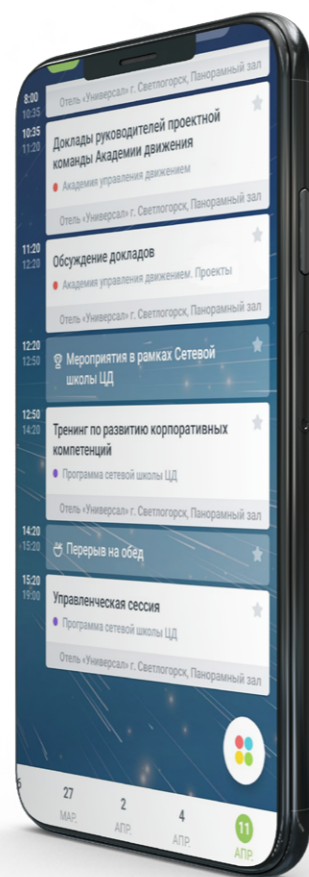 8:00
10:35
Отель «Универсал» г. Светлогорск, Панорамный зал
10:35
11:20
Доклады руководителей проектной
команды Академии движения
Академия управления движением
Отель «Универсал» г. Светлогорск, Панорамный зал
11:20
12:20
Обсуждение докладов
Академия управления движением. Проекты
Отель «Универсал» г. Светлогорск, Панорамный зал
12:20
12:50
Мероприятия в рамках Сетевой
школы ЦД
12:50
14:20
Тренинг по развитию корпоративных
компетенций
Программа сетевой школы ЦД
Отель «Универсал» г. Светлогорск, Панорамный зал
14:20
15:20
Перерыв на обед
15:20
19:00
Управленческая сессия
Программа сетевой школы ЦД
Отель «Универсал» г. Светлогорск, Панорамный зал
27 2 4 11
МАР. АПР. АПР. АПР.